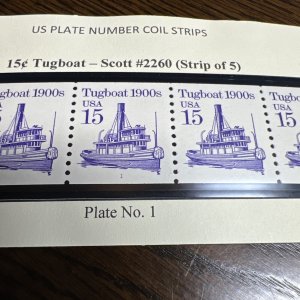 US PLATE NUMBER COIL STRIPS
15¢ Tugboat – Scott #2260 (Strip of 5)
1900s Tugboat 1900s Tugboat 1900s Tugboat
USA 15 USA 15 USA 15
1
Plate No. 1